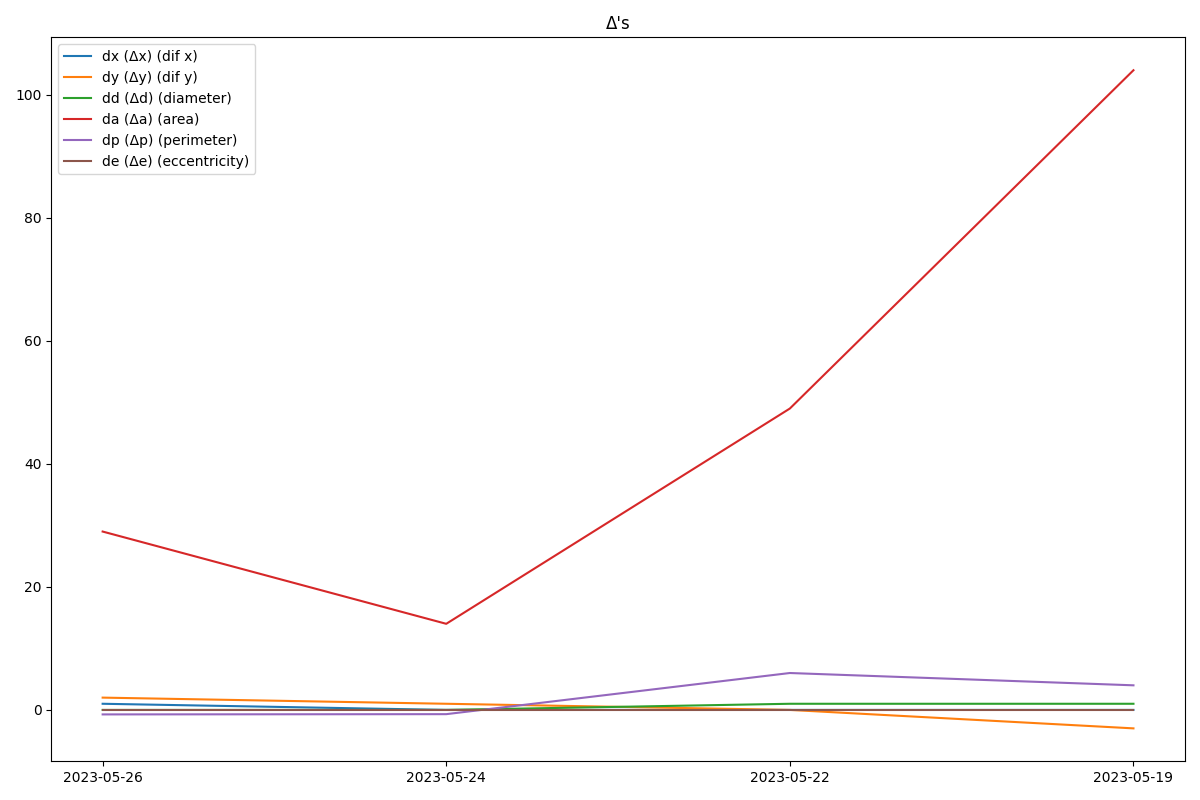 Δ's
dx (Δx) (dif x)
dy (Δy) (dif y)
dd (Δd) (diameter)
da (Δa) (area)
dp (Δp) (perimeter)
de (Δe) (eccentricity)
100
80
60
40
20
0
2023-05-26
2023-05-24
2023-05-22
2023-05-19